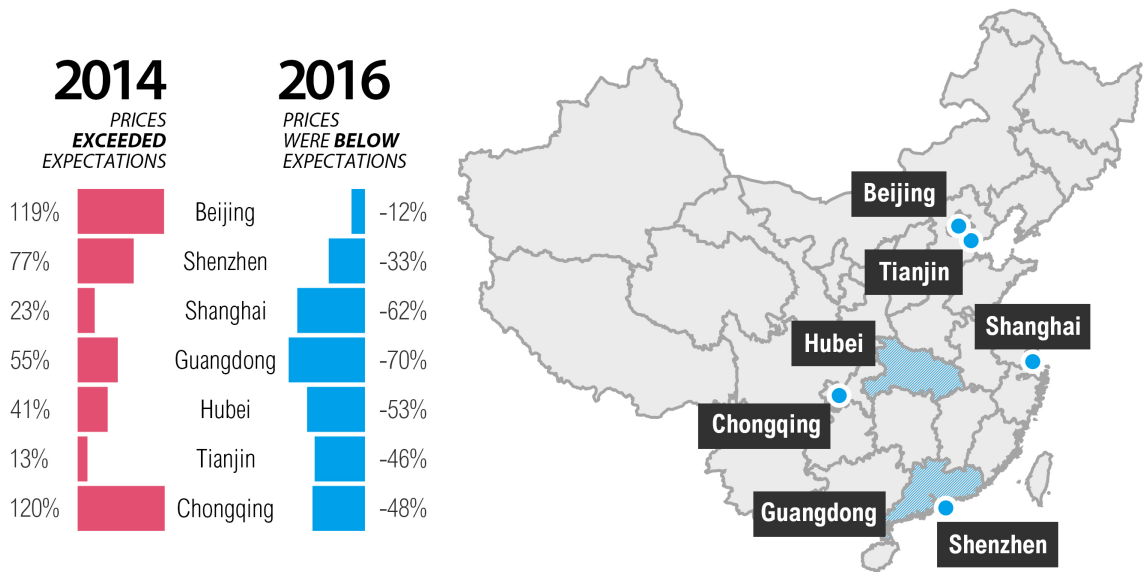 2014
PRICES
EXCEEDED
EXPECTATIONS
2016
PRICES
WERE BELOW
EXPECTATIONS
119% Beijing -12%
77% Shenzhen -33%
23% Shanghai -62%
55% Guangdong -70%
41% Hubei -53%
13% Tianjin -46%
120% Chongqing -48%
Beijing
Tianjin
Shanghai
Hubei
Chongqing
Guangdong
Shenzhen